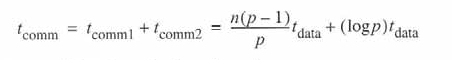 t_comm = t_comm1 + t_comm2 = n(p − 1)/p t_data + (log p)t_data